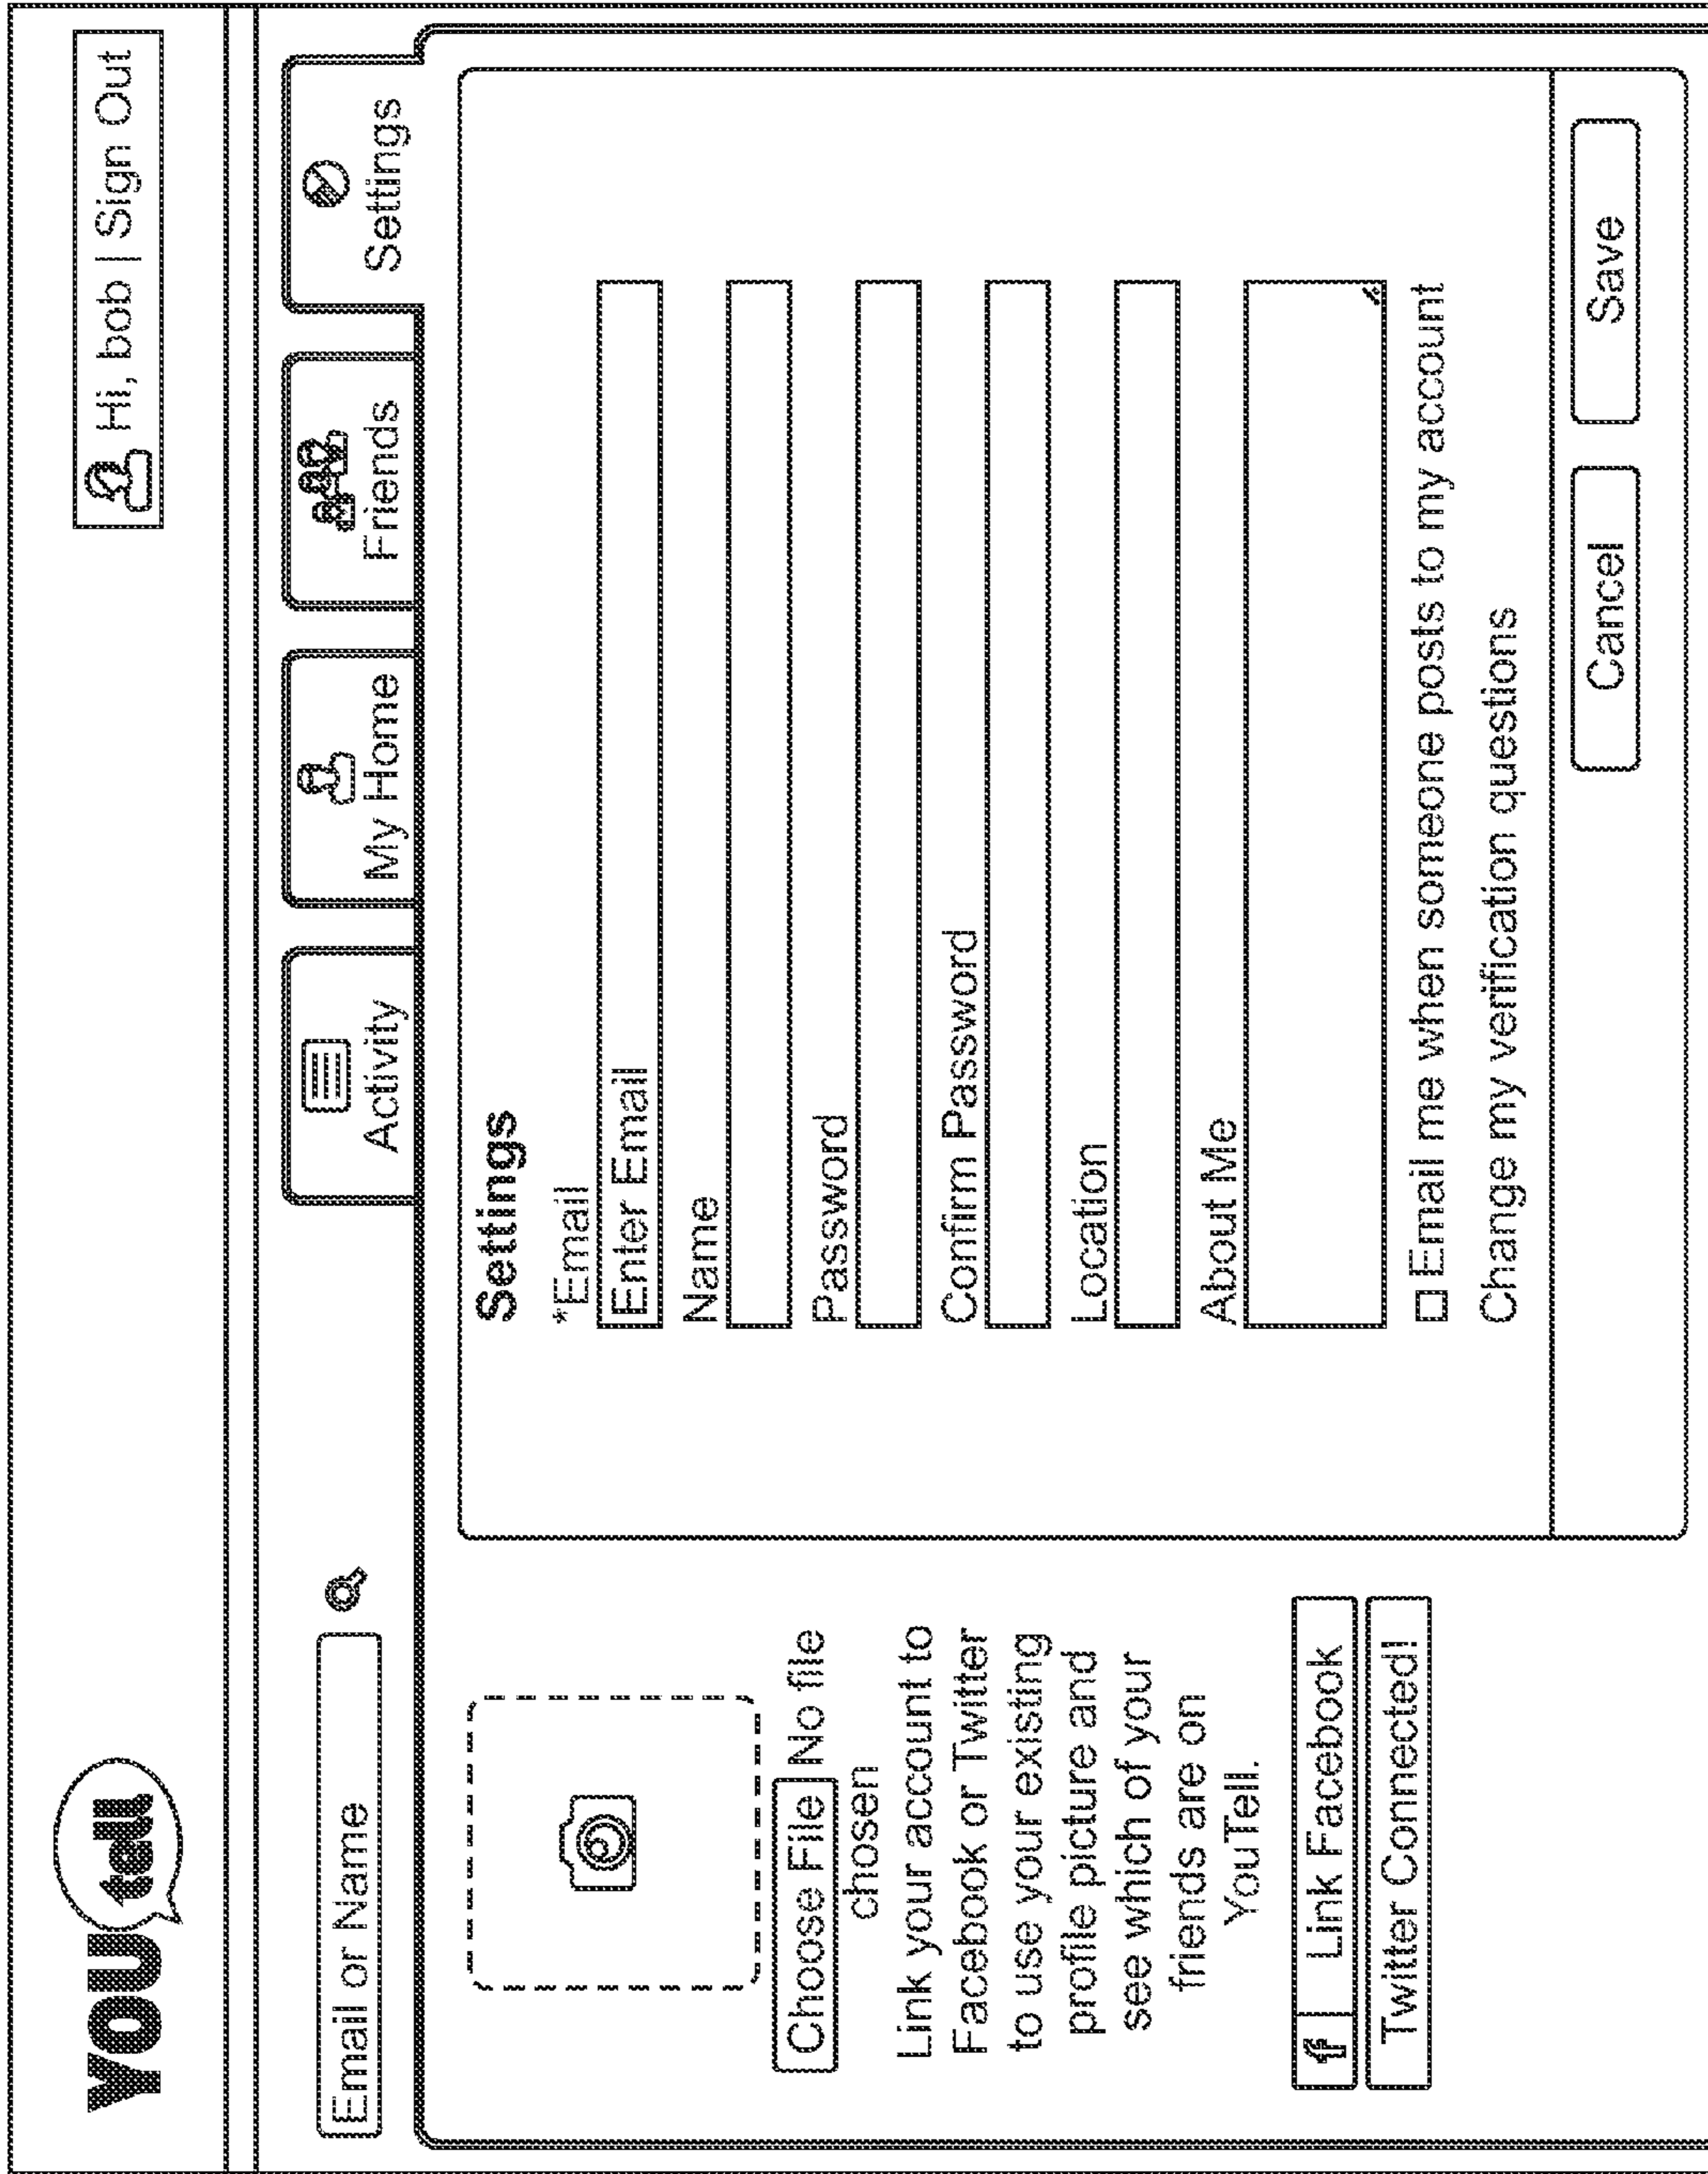 you tell
Hi, bob | Sign Out
Email or Name
Activity
My Home
Friends
Settings
Choose File No file
chosen
Link your account to
Facebook or Twitter
to use your existing
profile picture and
see which of your
friends are on
YouTell.
f Link Facebook
Twitter Connected!
Settings
*Email
Enter Email
Name
Password
Confirm Password
Location
About Me
Email me when someone posts to my account
Change my verification questions
Cancel
Save